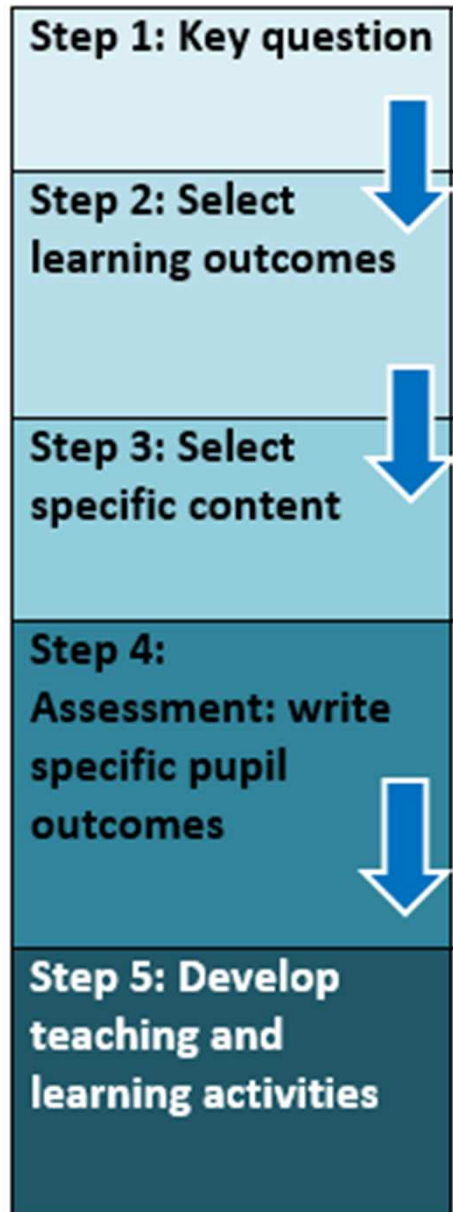 Step 1: Key question
Step 2: Select
learning outcomes
Step 3: Select
specific content
Step 4:
Assessment: write
specific pupil
outcomes
Step 5: Develop
teaching and
learning activities